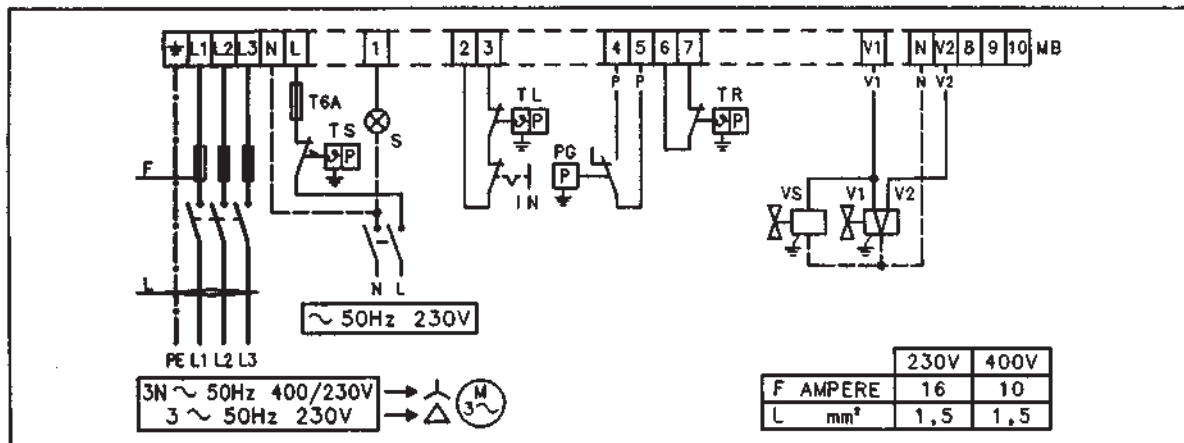 L1 L2 L3 N L 1 2 3 4 5 6 7 V1 N V2 8 9 10 MB
P P V1 N V2
T6A
TS
P
S
TL
P
IN
PG
P
TR
P
F
VS V1 V2
L
N L
~ 50Hz 230V
PE L1 L2 L3
3N ~ 50Hz 400/230V
3 ~ 50Hz 230V
M
3~
230V 400V
F AMPERE 16 10
L mm² 1,5 1,5